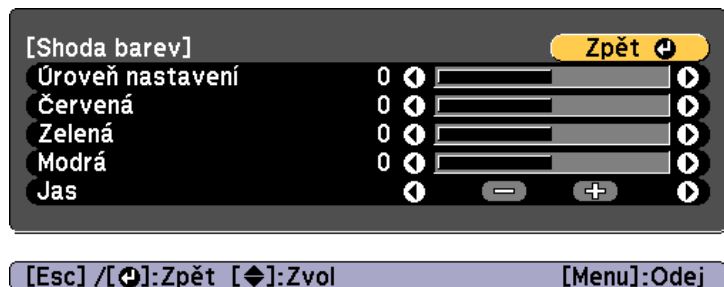 [Shoda barev] Zpět
Úroveň nastavení 0
Červená 0
Zelená 0
Modrá 0
Jas
[Esc] /[ ]:Zpět [ ]:Zvol [Menu]:Odej